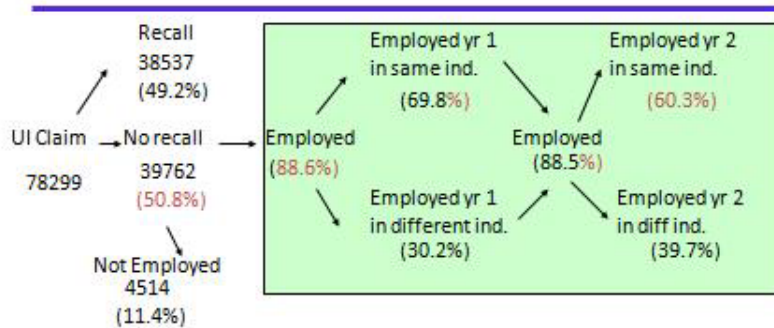 Recall
38537
(49.2%)
UI Claim
78299
No recall
39762
(50.8%)
Not Employed
4514
(11.4%)
Employed
(88.6%)
Employed yr 1
in same ind.
(69.8%)
Employed yr 1
in different ind.
(30.2%)
Employed
(88.5%)
Employed yr 2
in same ind.
(60.3%)
Employed yr 2
in diff ind.
(39.7%)